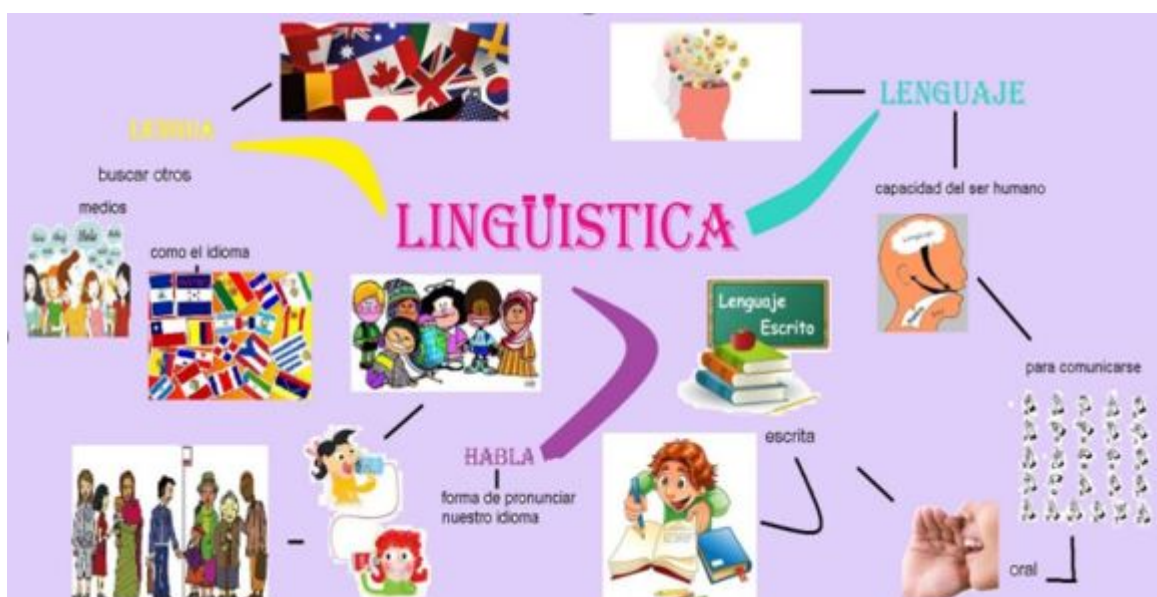 LINGÜISTICA
LENGUA
buscar otros
medios
como el idioma
LENGUAJE
capacidad del ser humano
para comunicarse
oral
escrita
Lenguaje
Escrito
HABLA
forma de pronunciar
nuestro idioma